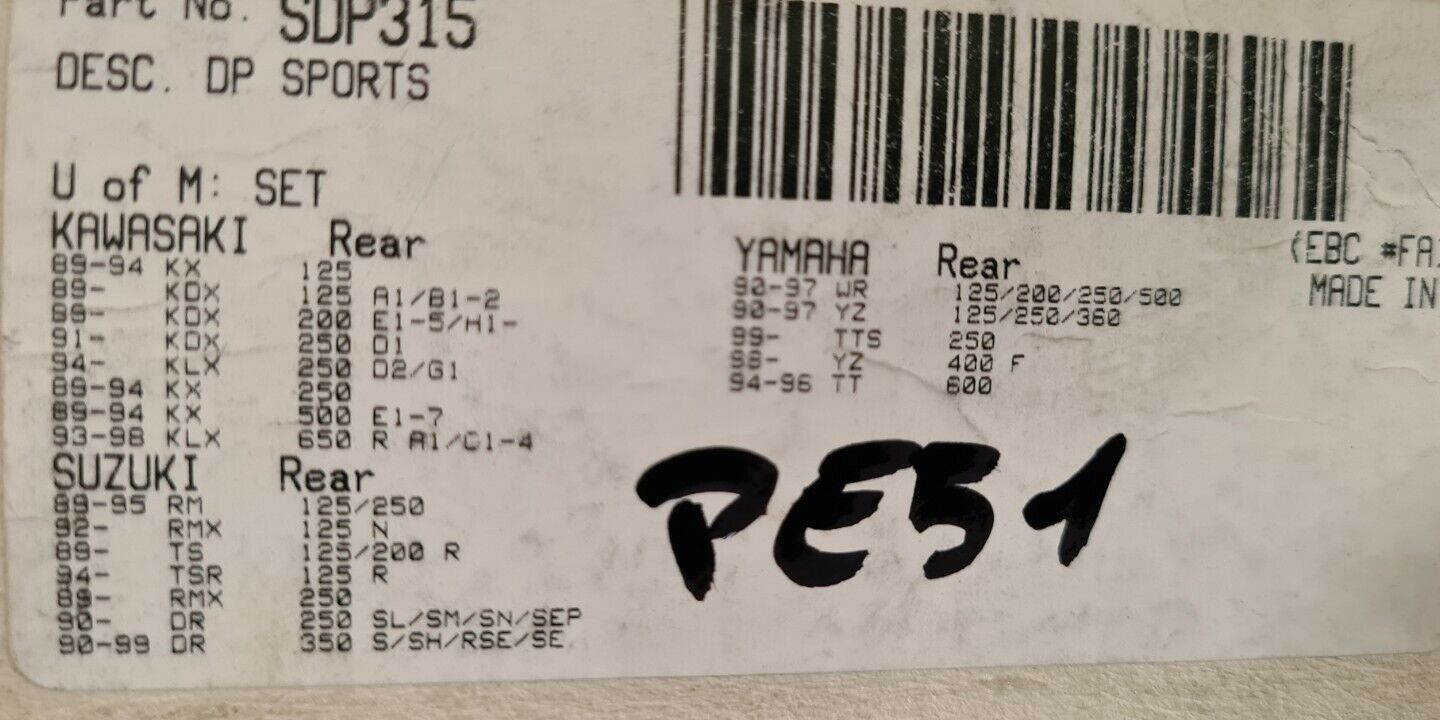 Part No. SDP315
DESC. DP SPORTS
U of M: SET
KAWASAKI Rear
89-94 KX 125
89- KDX 125 A1/B1-2
89- KDX 200 E1-5/H1-
91- KDX 250 D1
94- KLX 250 D2/G1
89-94 KX 250
89-94 KX 500 E1-7
93-98 KLX 650 R A1/C1-4
SUZUKI Rear
89-95 RM 125/250
92- RMX 125 N
89- TS 125/200 R
94- TSR 125 R
89- RMX 250
90- DR 250 SL/SM/SN/SEP
90-99 DR 350 S/SH/RSE/SE
YAMAHA Rear
90-97 WR 125/200/250/500
90-97 YZ 125/250/360
99- TTS 250
98- YZ 400 F
94-96 TT 600
(EBC #FA
MADE IN
PE51